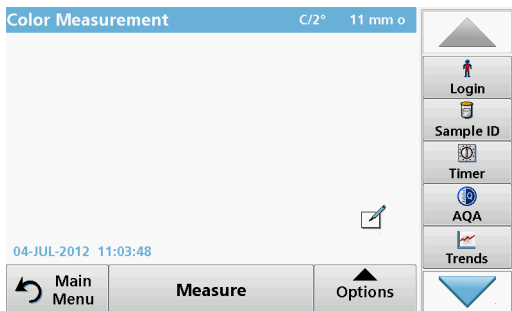 Color Measurement C/2° 11 mm o
Login
Sample ID
Timer
AQA
Trends
04-JUL-2012 11:03:48
Main
Menu
Measure
Options